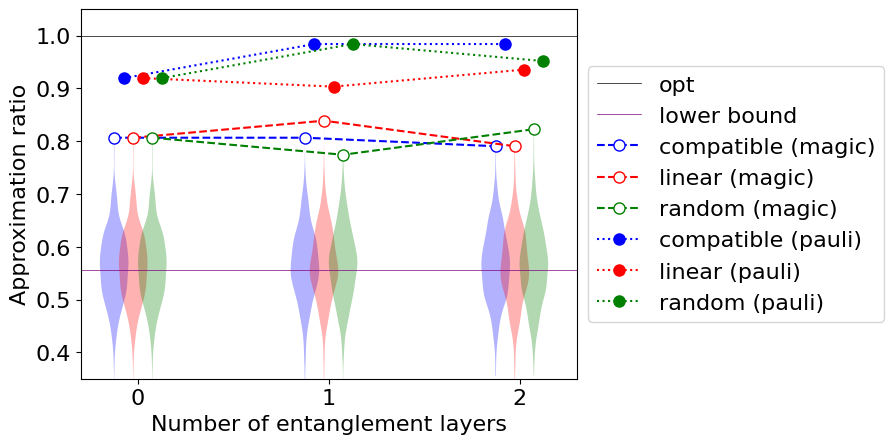 1.0
0.9
0.8
0.7
0.6
0.5
0.4
Approximation ratio
0 1 2
Number of entanglement layers
opt
lower bound
compatible (magic)
linear (magic)
random (magic)
compatible (pauli)
linear (pauli)
random (pauli)